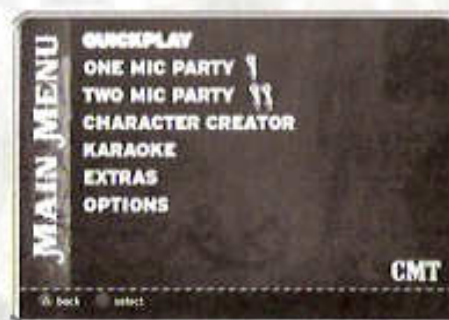 MAIN MENU
QUICKPLAY
ONE MIC PARTY
TWO MIC PARTY
CHARACTER CREATOR
KARAOKE
EXTRAS
OPTIONS
CMT
back select